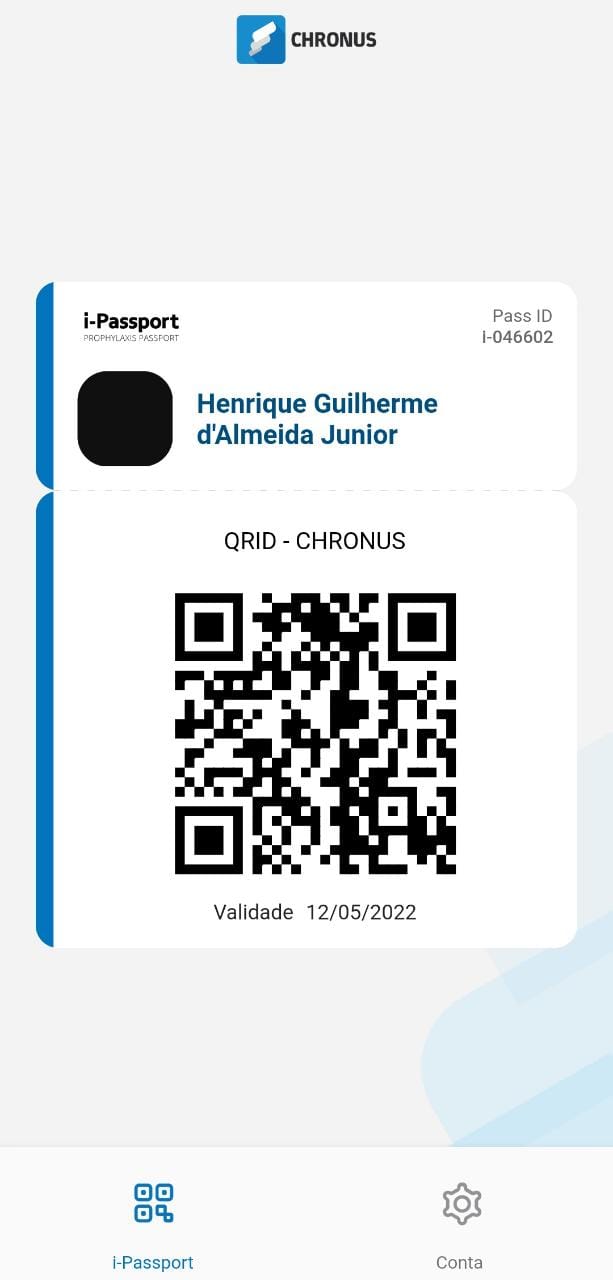 CHRONUS
i-Passport
PROPHYLAXIS PASSPORT
Pass ID
i-046602
Henrique Guilherme
d'Almeida Junior
QRID - CHRONUS
Validade 12/05/2022
i-Passport
Conta